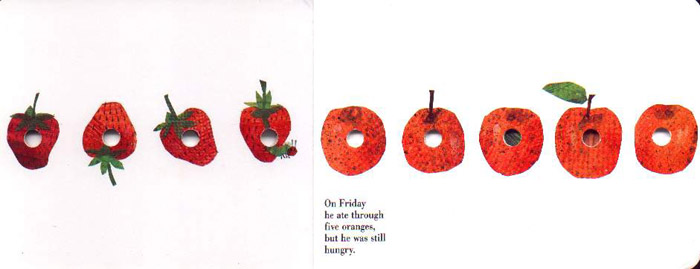 On Friday
he ate through
five oranges,
but he was still
hungry.